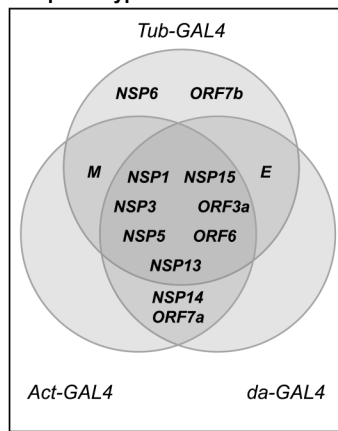 Tub-GAL4
NSP6 ORF7b
M E
NSP1 NSP15
NSP3 ORF3a
NSP5 ORF6
NSP13
NSP14
ORF7a
Act-GAL4 da-GAL4